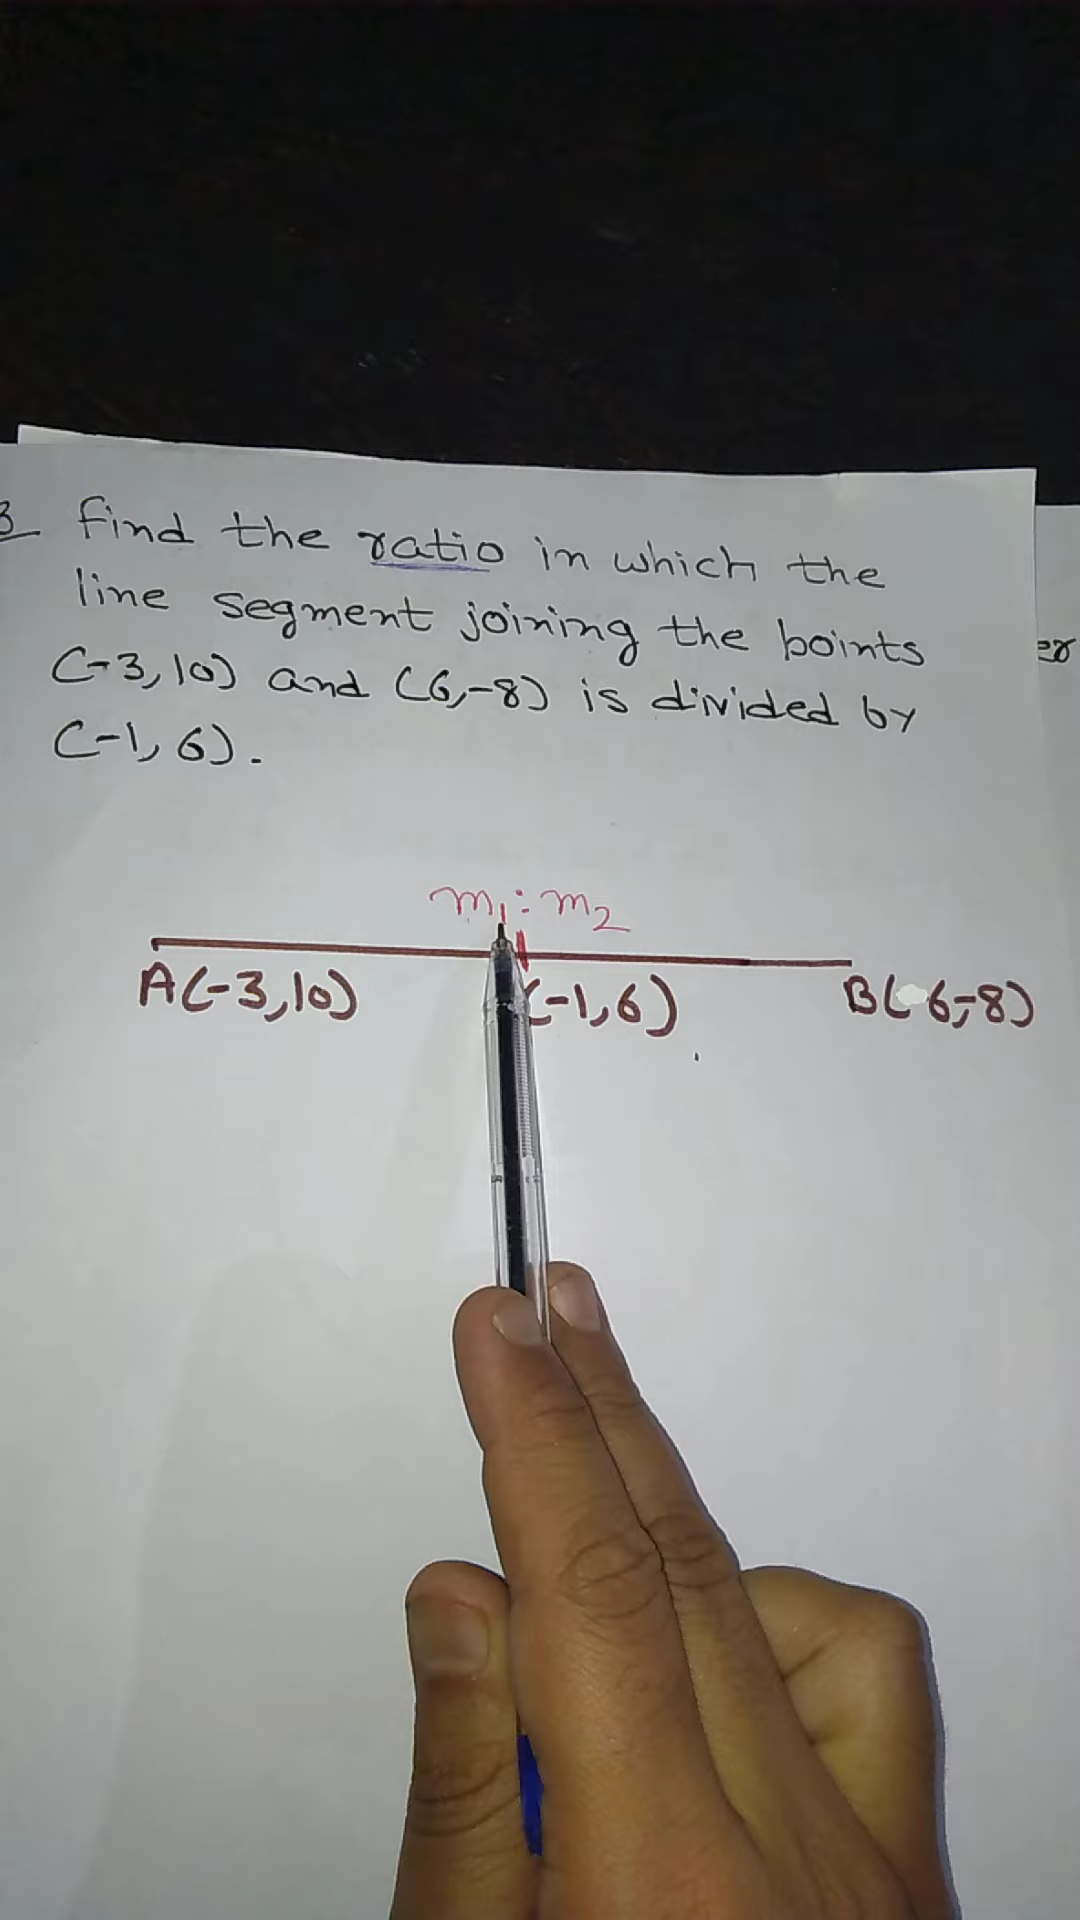 3 find the ratio in which the
line segment joining the points
(-3,10) and (6,-8) is divided by
(-1,6).
er
m1:m2
A(-3,10) (-1,6) B(6,-8)